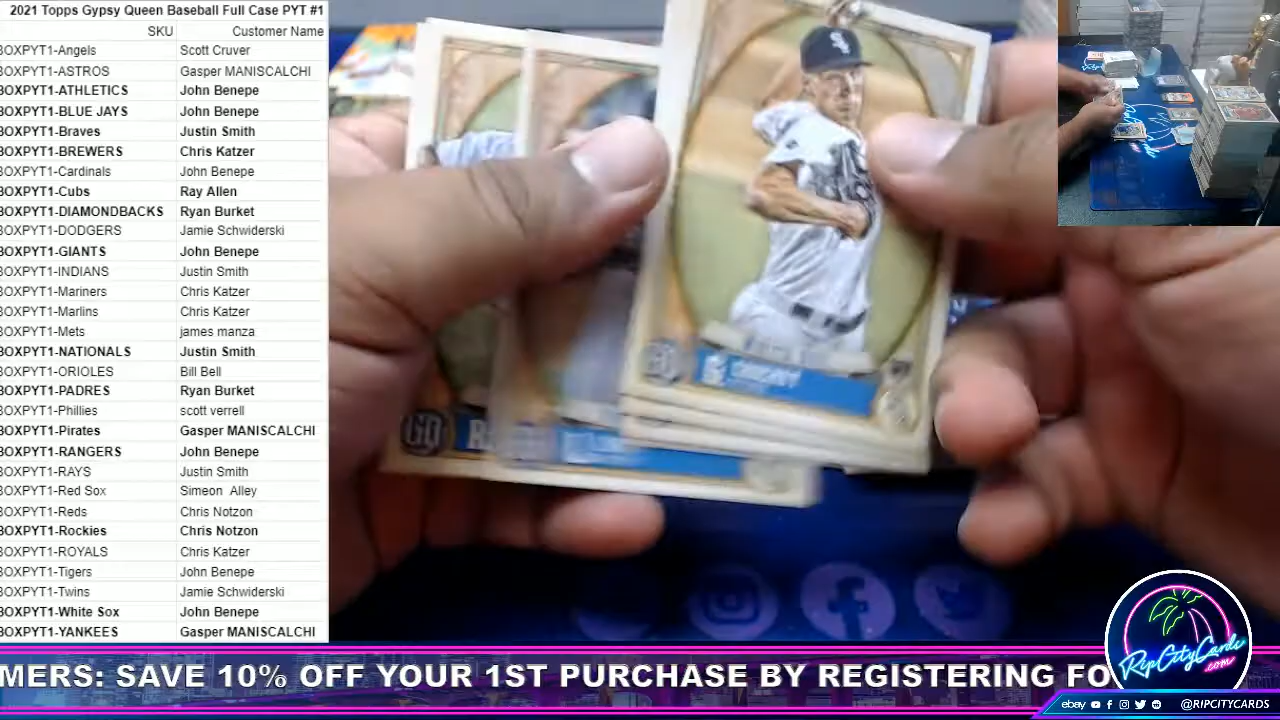 2021 Topps Gypsy Queen Baseball Full Case PYT #1
SKU Customer Name
BOXPYT1-Angels Scott Cruver
BOXPYT1-ASTROS Gasper MANISCALCHI
BOXPYT1-ATHLETICS John Benepe
BOXPYT1-BLUE JAYS John Benepe
BOXPYT1-Braves Justin Smith
BOXPYT1-BREWERS Chris Katzer
BOXPYT1-Cardinals John Benepe
BOXPYT1-Cubs Ray Allen
BOXPYT1-DIAMONDBACKS Ryan Burket
BOXPYT1-DODGERS Jamie Schwiderski
BOXPYT1-GIANTS John Benepe
BOXPYT1-INDIANS Justin Smith
BOXPYT1-Mariners Chris Katzer
BOXPYT1-Marlins Chris Katzer
BOXPYT1-Mets james manza
BOXPYT1-NATIONALS Justin Smith
BOXPYT1-ORIOLES Bill Bell
BOXPYT1-PADRES Ryan Burket
BOXPYT1-Phillies scott verrell
BOXPYT1-Pirates Gasper MANISCALCHI
BOXPYT1-RANGERS John Benepe
BOXPYT1-RAYS Justin Smith
BOXPYT1-Red Sox Simeon Alley
BOXPYT1-Reds Chris Notzon
BOXPYT1-Rockies Chris Notzon
BOXPYT1-ROYALS Chris Katzer
BOXPYT1-Tigers John Benepe
BOXPYT1-Twins Jamie Schwiderski
BOXPYT1-White Sox John Benepe
BOXPYT1-YANKEES Gasper MANISCALCHI
GQ
MERS: SAVE 10% OFF YOUR 1ST PURCHASE BY REGISTERING FO
RipCityCards
.com
ebay @RIPCITYCARDS